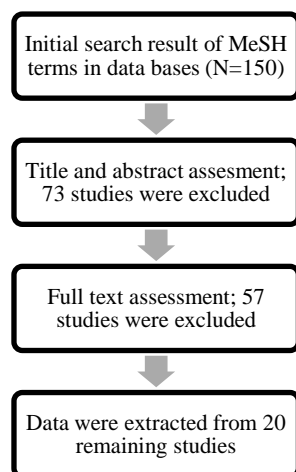 Initial search result of MeSH
terms in data bases (N=150)
Title and abstract assesment;
73 studies were excluded
Full text assessment; 57
studies were excluded
Data were extracted from 20
remaining studies